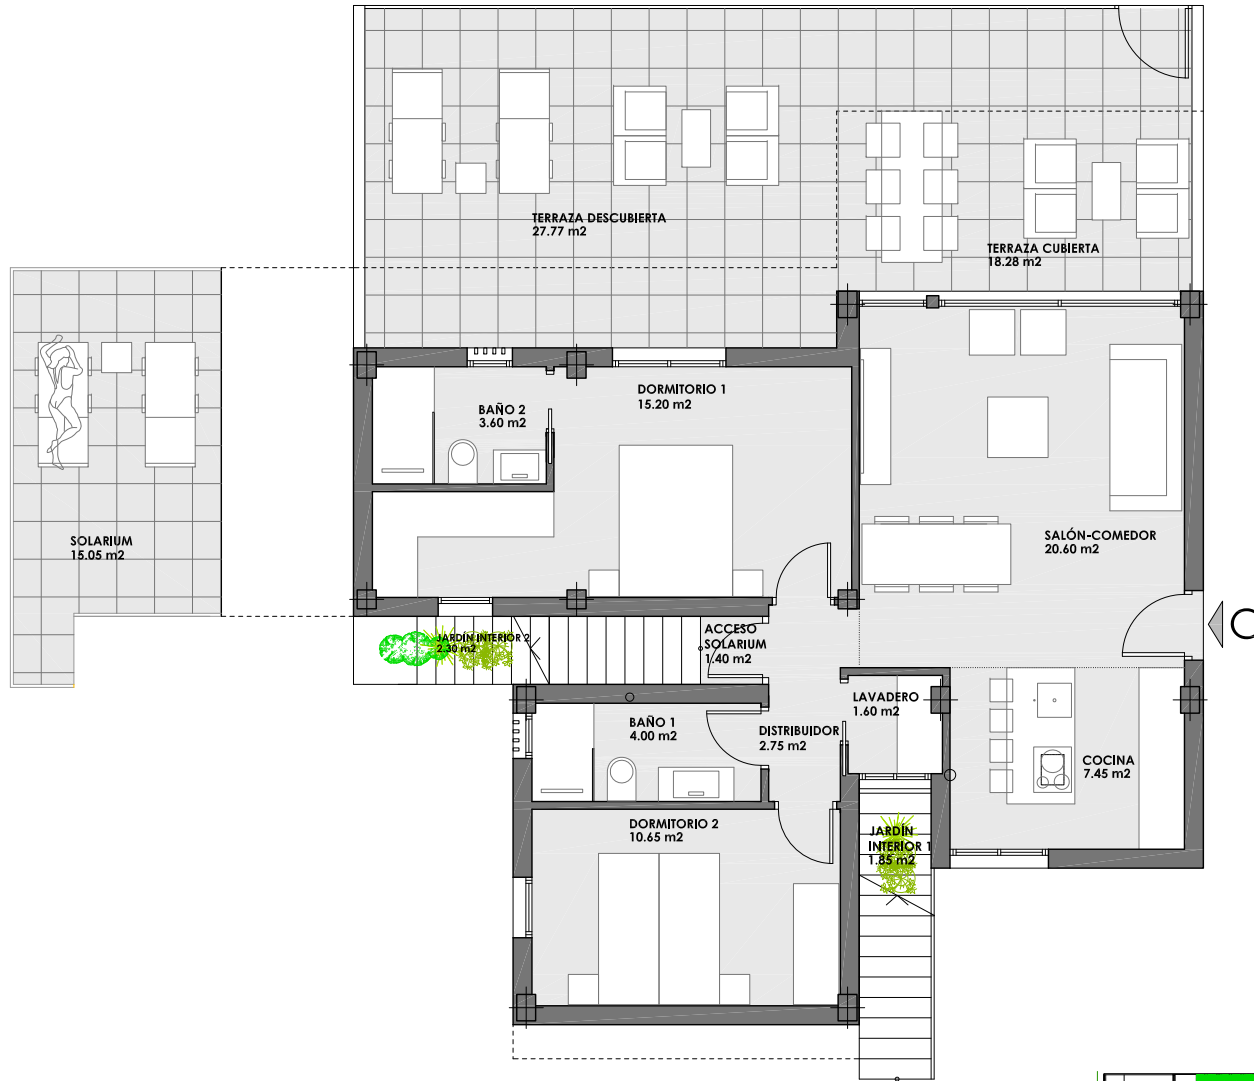 TERRAZA DESCUBIERTA
27.77 m2
TERRAZA CUBIERTA
18.28 m2
DORMITORIO 1
15.20 m2
BAÑO 2
3.60 m2
SOLARIUM
15.05 m2
SALÓN-COMEDOR
20.60 m2
JARDÍN INTERIOR 2
2.30 m2
ACCESO
SOLARIUM
1.40 m2
LAVADERO
1.60 m2
BAÑO 1
4.00 m2
DISTRIBUIDOR
2.75 m2
COCINA
7.45 m2
DORMITORIO 2
10.65 m2
JARDÍN
INTERIOR 1
1.85 m2